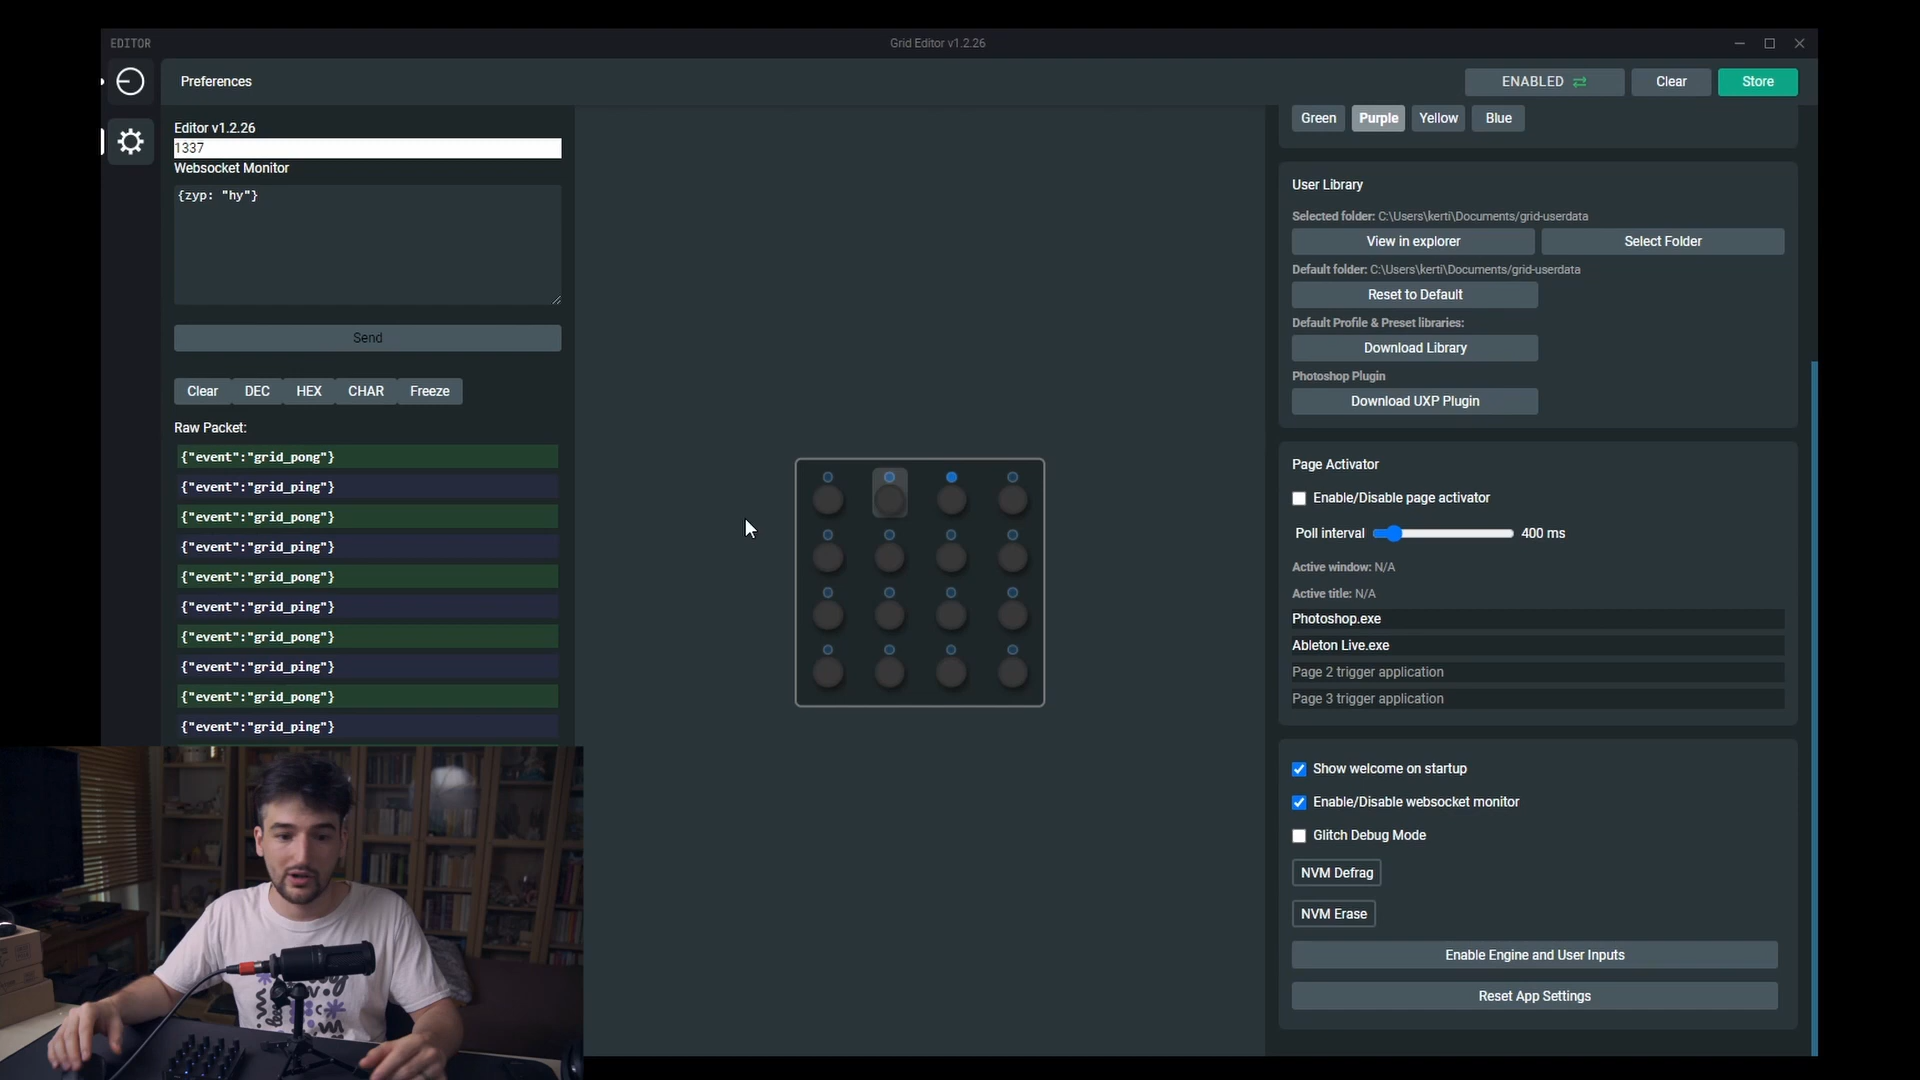 EDITOR
Grid Editor v1.2.26
Preferences
ENABLED
Clear
Store
Editor v1.2.26
1337
Websocket Monitor
{zyp: "hy"}
Send
Clear DEC HEX CHAR Freeze
Raw Packet:
{"event":"grid_pong"}
{"event":"grid_ping"}
{"event":"grid_pong"}
{"event":"grid_ping"}
{"event":"grid_pong"}
{"event":"grid_ping"}
{"event":"grid_pong"}
{"event":"grid_ping"}
{"event":"grid_pong"}
{"event":"grid_ping"}
Green Purple Yellow Blue
User Library
Selected folder: C:\Users\kerti\Documents/grid-userdata
View in explorer
Select Folder
Default folder: C:\Users\kerti\Documents/grid-userdata
Reset to Default
Default Profile & Preset libraries:
Download Library
Photoshop Plugin
Download UXP Plugin
Page Activator
Enable/Disable page activator
Poll interval 400 ms
Active window: N/A
Active title: N/A
Photoshop.exe
Ableton Live.exe
Page 2 trigger application
Page 3 trigger application
Show welcome on startup
Enable/Disable websocket monitor
Glitch Debug Mode
NVM Defrag
NVM Erase
Enable Engine and User Inputs
Reset App Settings